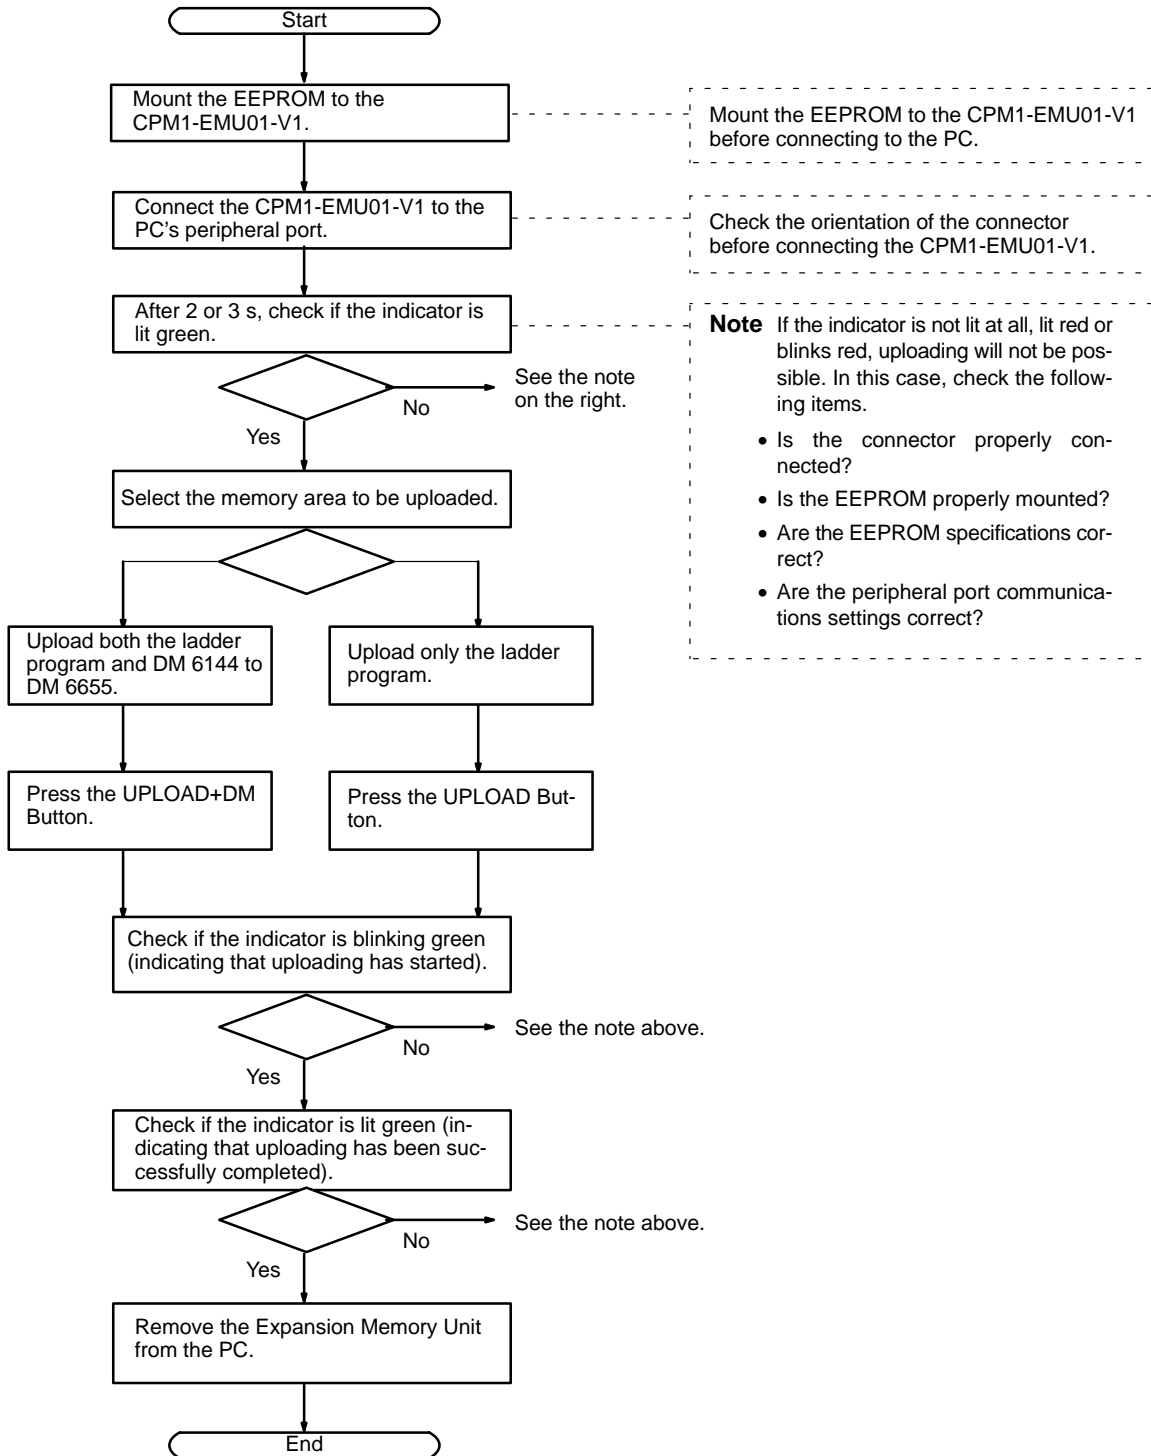 Start
Mount the EEPROM to the
CPM1-EMU01-V1.
Mount the EEPROM to the CPM1-EMU01-V1
before connecting to the PC.
Connect the CPM1-EMU01-V1 to the
PC's peripheral port.
Check the orientation of the connector
before connecting the CPM1-EMU01-V1.
After 2 or 3 s, check if the indicator is
lit green.
Note If the indicator is not lit at all, lit red or
blinks red, uploading will not be pos-
sible. In this case, check the follow-
ing items.
• Is the connector properly con-
nected?
• Is the EEPROM properly mounted?
• Are the EEPROM specifications cor-
rect?
• Are the peripheral port communica-
tions settings correct?
No
See the note
on the right.
Yes
Select the memory area to be uploaded.
Upload both the ladder
program and DM 6144 to
DM 6655.
Upload only the ladder
program.
Press the UPLOAD+DM
Button.
Press the UPLOAD But-
ton.
Check if the indicator is blinking green
(indicating that uploading has started).
No
See the note above.
Yes
Check if the indicator is lit green (in-
dicating that uploading has been suc-
cessfully completed).
No
See the note above.
Yes
Remove the Expansion Memory Unit
from the PC.
End